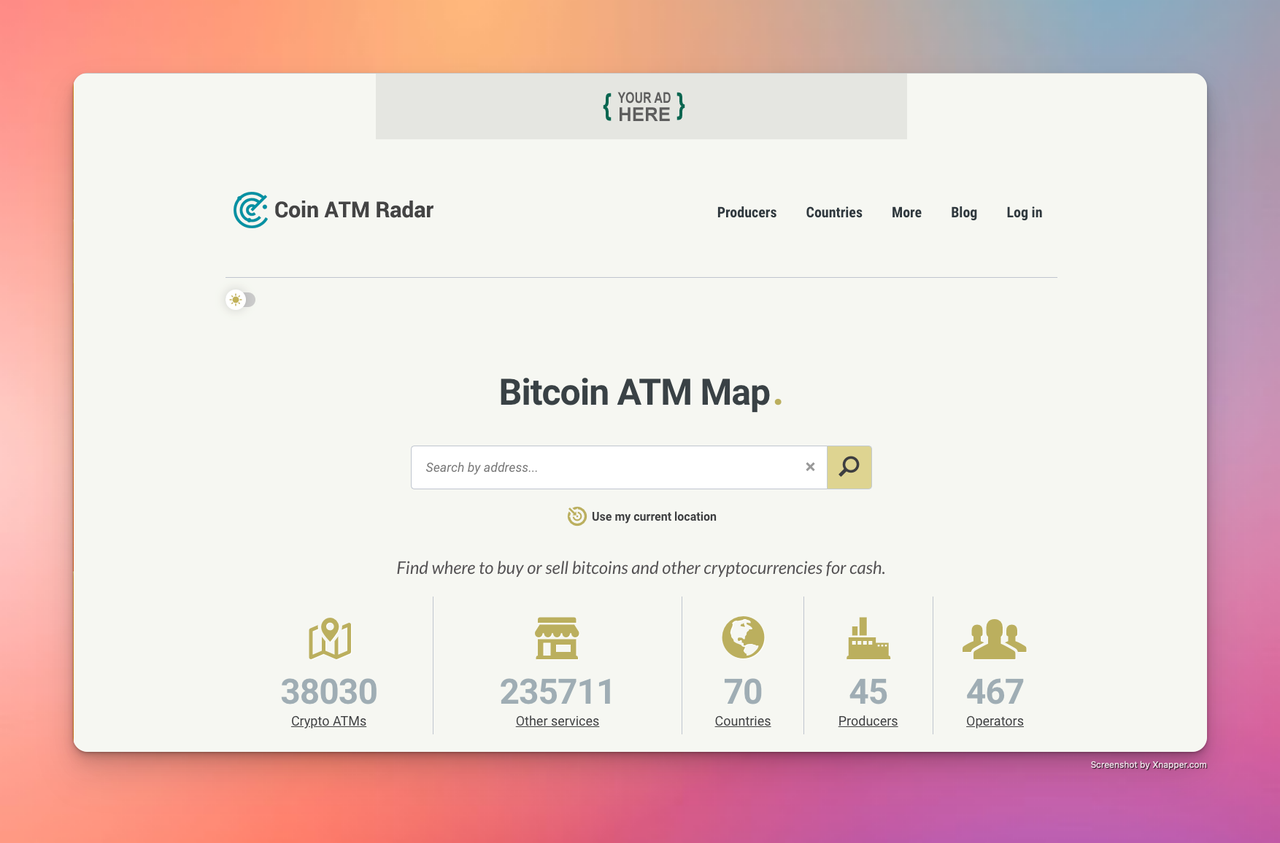 { YOUR AD
HERE }
Coin ATM Radar
Producers Countries More Blog Log in
Bitcoin ATM Map.
Search by address... ×
Use my current location
Find where to buy or sell bitcoins and other cryptocurrencies for cash.
38030 235711 70 45 467
Crypto ATMs Other services Countries Producers Operators
Screenshot by Xnapper.com